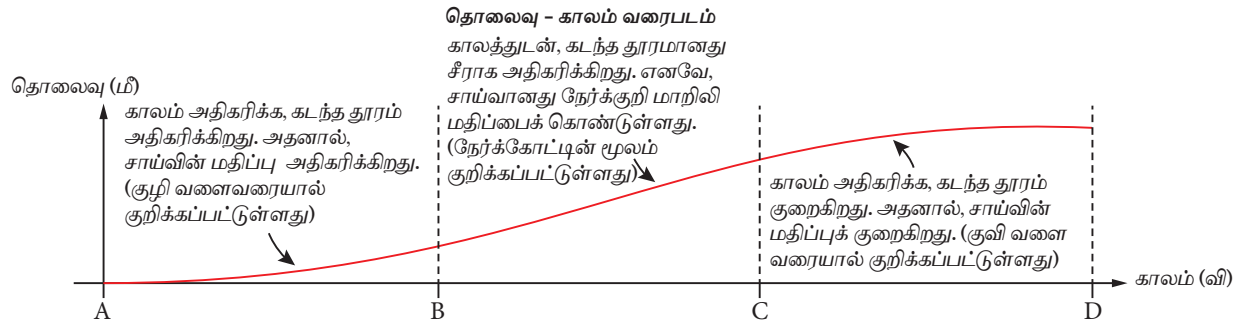 தொலைவு – காலம் வரைபடம்
காலத்துடன், கடந்த தூரமானது
சீராக அதிகரிக்கிறது. எனவே,
சாய்வானது நேர்க்குறி மாறிலி
மதிப்பைக் கொண்டுள்ளது.
(நேர்க்கோட்டின் மூலம்
குறிக்கப்பட்டுள்ளது)
தொலைவு (மீ)
காலம் அதிகரிக்க, கடந்த தூரம்
அதிகரிக்கிறது. அதனால்,
சாய்வின் மதிப்பு அதிகரிக்கிறது.
(குழி வளைவரையால்
குறிக்கப்பட்டுள்ளது)
காலம் அதிகரிக்க, கடந்த தூரம்
குறைகிறது. அதனால், சாய்வின்
மதிப்புக் குறைகிறது. (குவி வளை
வரையால் குறிக்கப்பட்டுள்ளது)
காலம் (வி)
A B C D